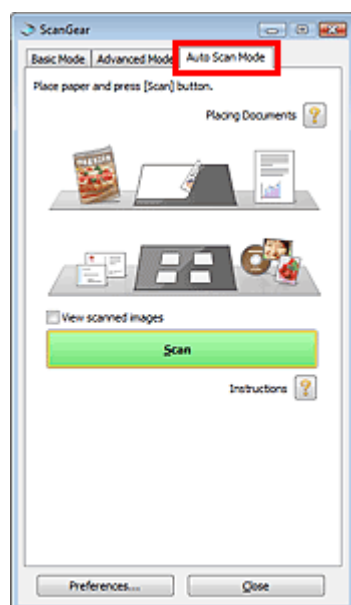 ScanGear
Basic Mode Advanced Mode Auto Scan Mode
Place paper and press [Scan] button.
Placing Documents ?
View scanned images
Scan
Instructions ?
Preferences... Close